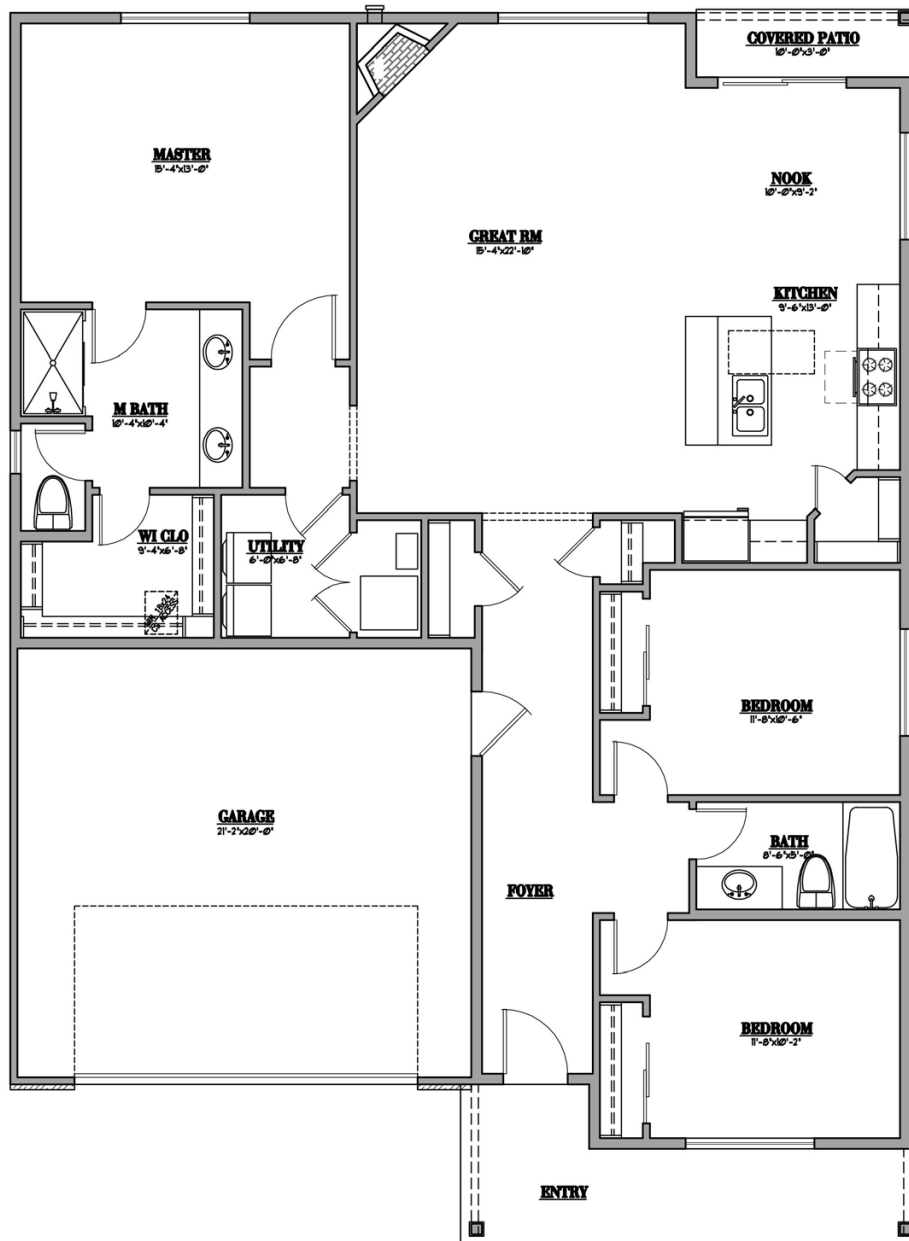 COVERED PATIO
10'-0"x3'-0"
MASTER
15'-4"x13'-0"
NOOK
10'-0"x9'-2"
GREAT RM
15'-4"x22'-10"
KITCHEN
9'-6"x13'-0"
M BATH
10'-4"x10'-4"
WI CLO
9'-4"x6'-8"
UTILITY
6'-0"x6'-8"
BEDROOM
11'-8"x10'-6"
GARAGE
21'-2"x20'-0"
BATH
8'-6"x5'-0"
FOYER
BEDROOM
11'-8"x10'-2"
ENTRY